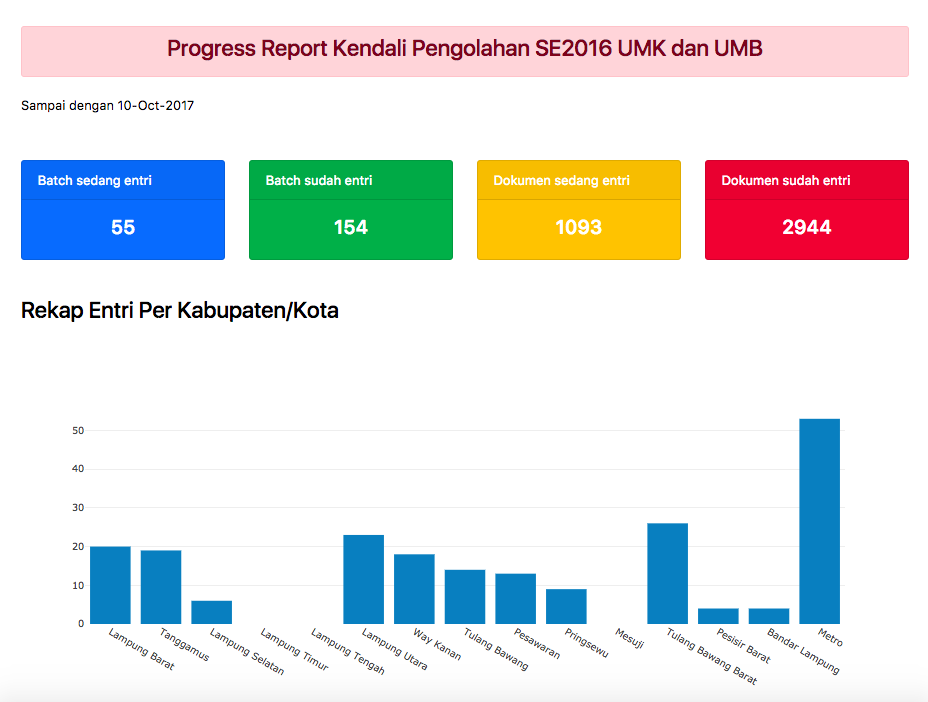 Progress Report Kendali Pengolahan SE2016 UMK dan UMB
Sampai dengan 10-Oct-2017
Batch sedang entri
55
Batch sudah entri
154
Dokumen sedang entri
1093
Dokumen sudah entri
2944
Rekap Entri Per Kabupaten/Kota
50
40
30
20
10
0
Lampung Barat
Tanggamus
Lampung Selatan
Lampung Timur
Lampung Tengah
Lampung Utara
Way Kanan
Tulang Bawang
Pesawaran
Pringsewu
Mesuji
Tulang Bawang Barat
Pesisir Barat
Bandar Lampung
Metro